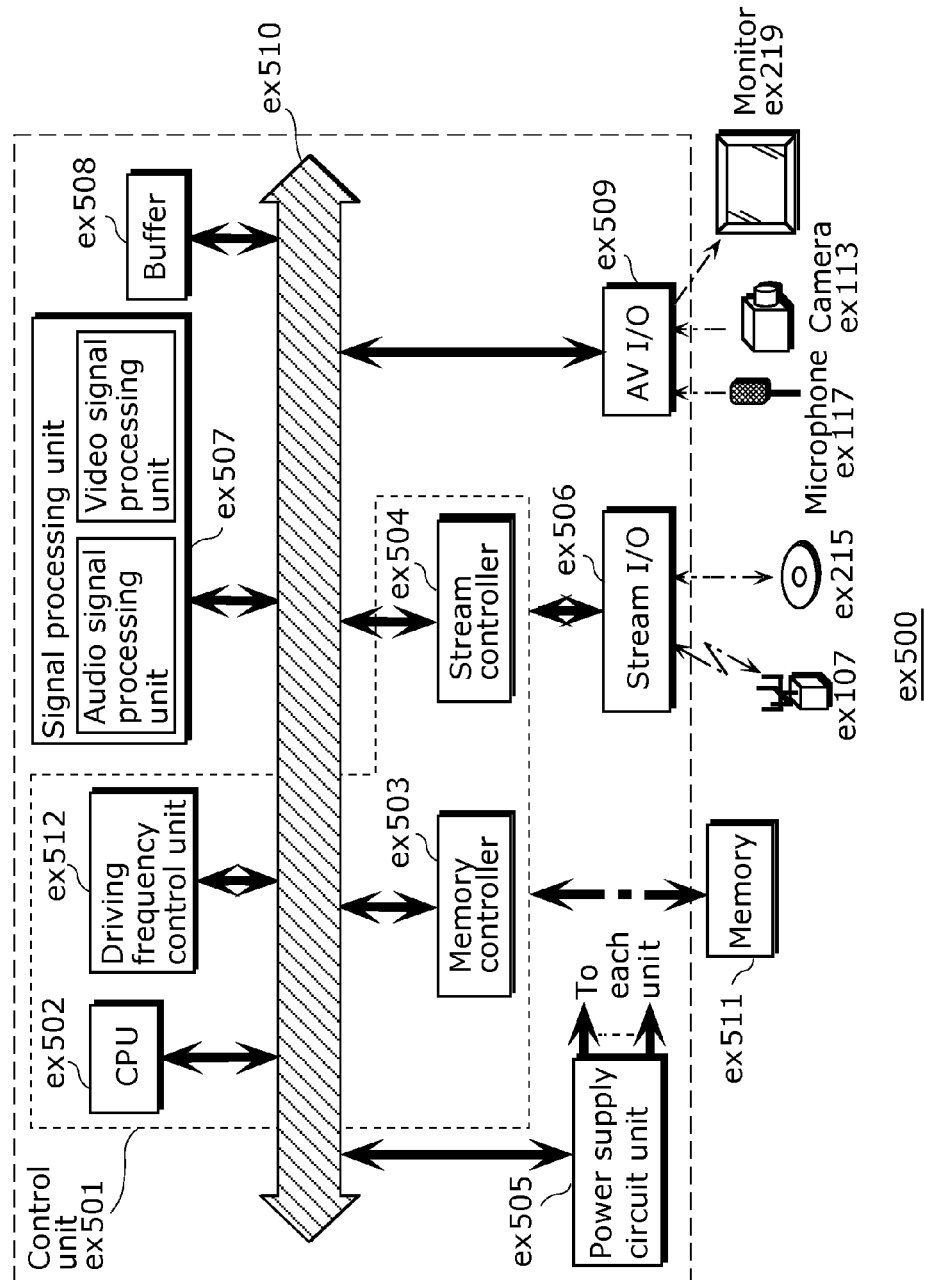 Control
unit
ex501
ex502
CPU
ex512
Driving
frequency
control unit
Signal processing unit
Audio signal
processing
unit
Video signal
processing
unit
ex507
ex508
Buffer
ex510
ex503
Memory
controller
ex504
Stream
controller
ex505
Power supply
circuit unit
To
each
unit
ex506
Stream I/O
ex509
AV I/O
Memory
ex511
ex107
ex215
Microphone
ex117
Camera
ex113
Monitor
ex219
ex500